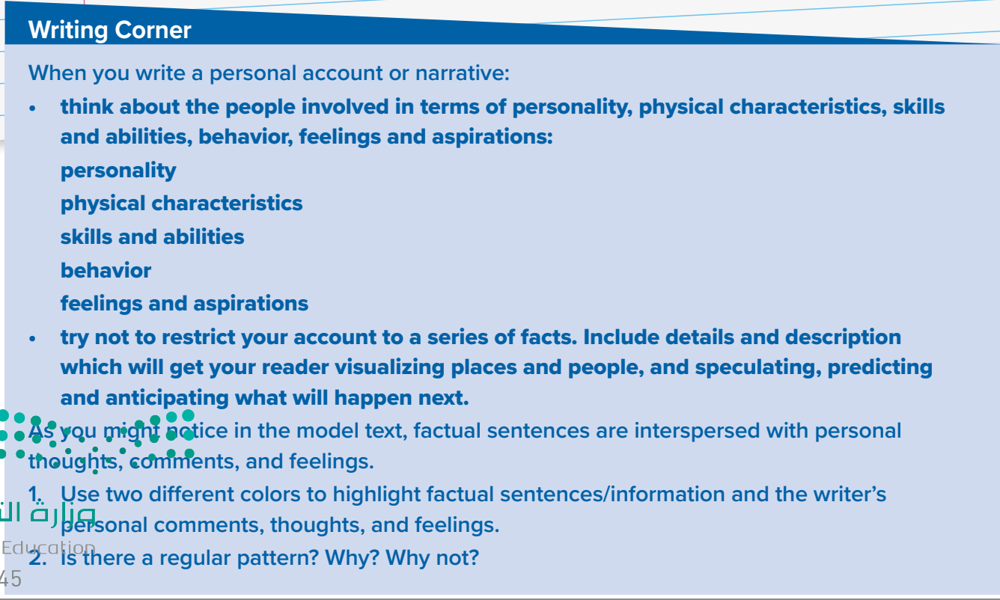 Writing Corner
When you write a personal account or narrative:
• think about the people involved in terms of personality, physical characteristics, skills
and abilities, behavior, feelings and aspirations:
personality
physical characteristics
skills and abilities
behavior
feelings and aspirations
• try not to restrict your account to a series of facts. Include details and description
which will get your reader visualizing places and people, and speculating, predicting
and anticipating what will happen next.
As you might notice in the model text, factual sentences are interspersed with personal
thoughts, comments, and feelings.
1. Use two different colors to highlight factual sentences/information and the writer's
وزارة
personal comments, thoughts, and feelings.
Education
2. Is there a regular pattern? Why? Why not?
45